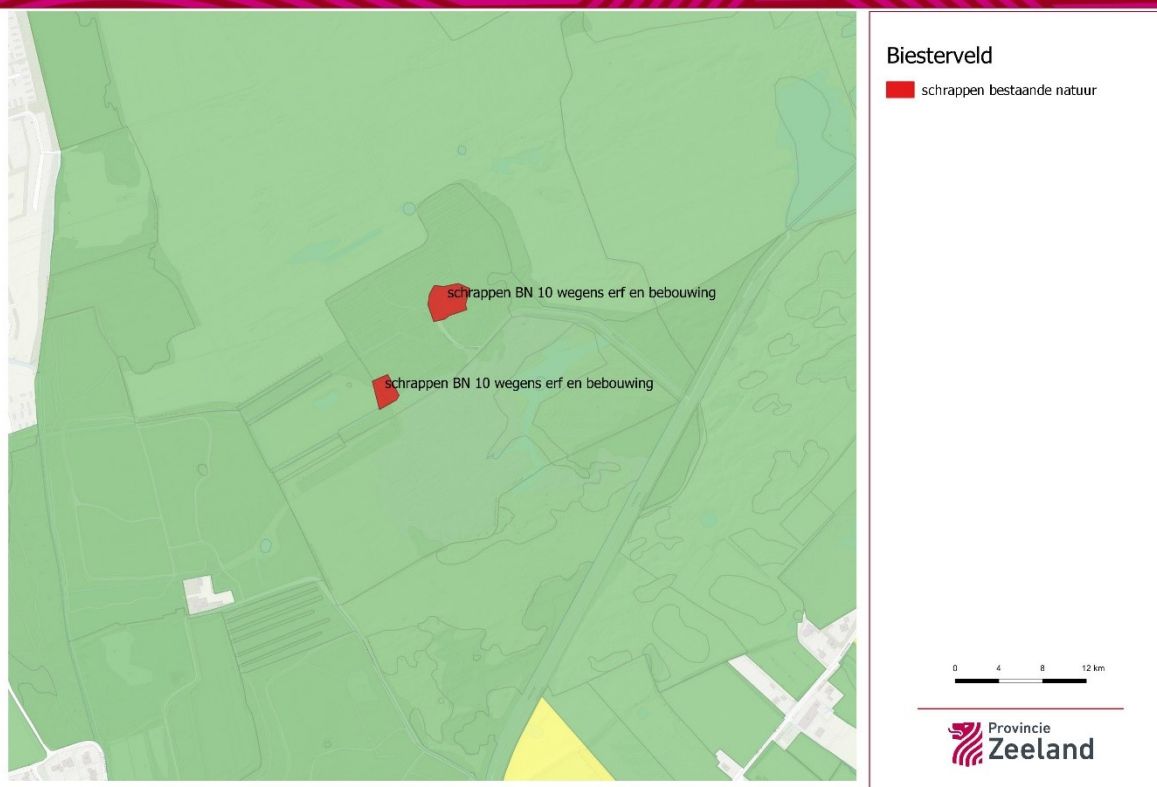 Biesterveld
schrappen bestaande natuur
schrappen BN 10 wegens erf en bebouwing
schrappen BN 10 wegens erf en bebouwing
0 4 8 12 km
Provincie
Zeeland